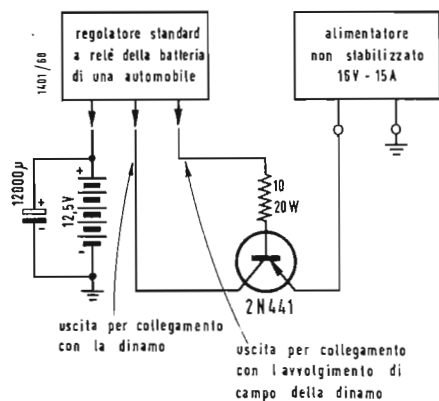 regolatore standard
a relé della batteria
di una automobile
alimentatore
non stabilizzato
16V - 15A
1401/68
12000µ
+
-
+
12,5V
-
10
20W
2N441
uscita per collegamento
con la dinamo
uscita per collegamento
con l avvolgimento di
campo della dinamo